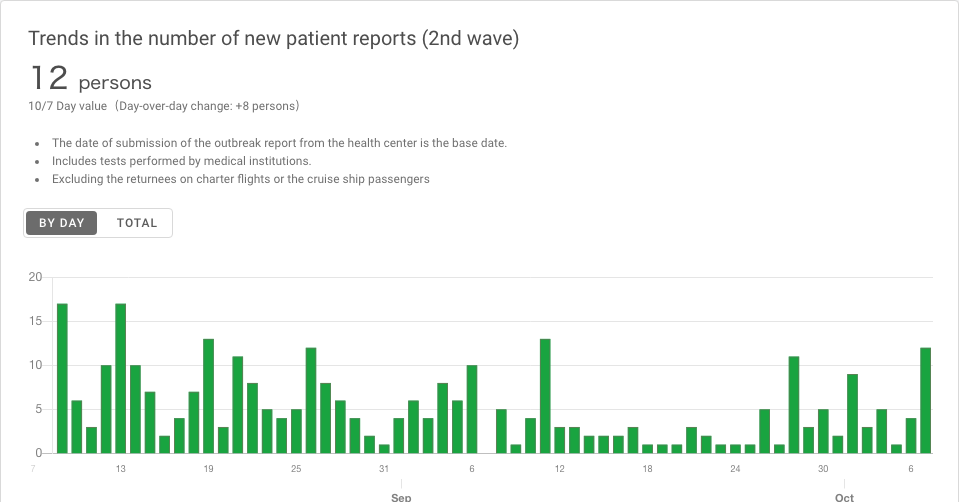 Trends in the number of new patient reports (2nd wave)
12 persons
10/7 Day value（Day-over-day change: +8 persons）
• The date of submission of the outbreak report from the health center is the base date.
• Includes tests performed by medical institutions.
• Excluding the returnees on charter flights or the cruise ship passengers
BY DAY TOTAL
20
15
10
5
0
7 13 19 25 31 6 12 18 24 30 6
Sep Oct